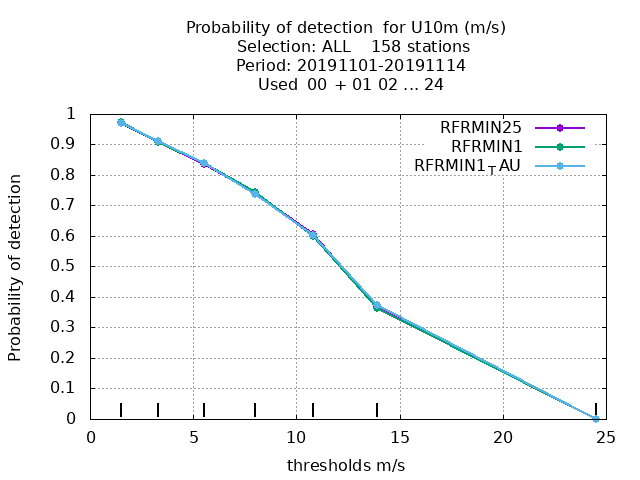 Probability of detection for U10m (m/s)
Selection: ALL 158 stations
Period: 20191101-20191114
Used 00 + 01 02 ... 24
RFRMIN25
RFRMIN1
RFRMIN1TAU
Probability of detection
1
0.9
0.8
0.7
0.6
0.5
0.4
0.3
0.2
0.1
0
0 5 10 15 20 25
thresholds m/s